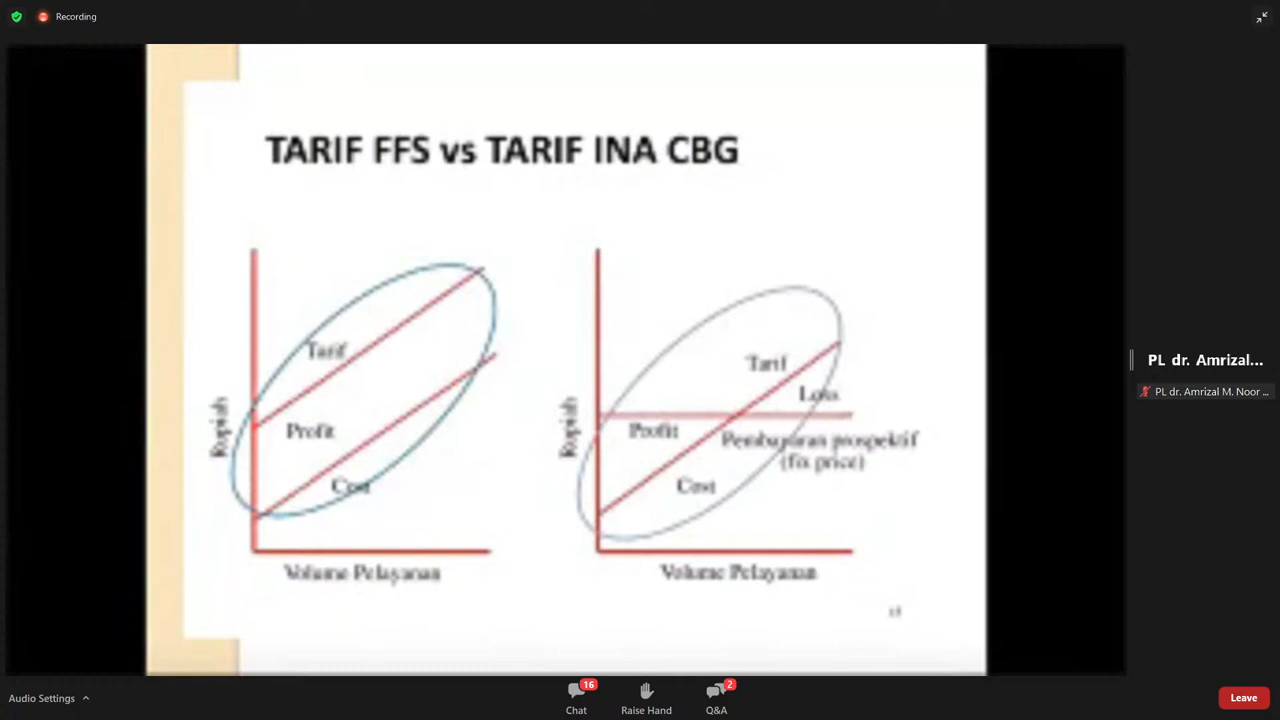 Recording
TARIF FFS vs TARIF INA CBG
Tarif
Profit
Cost
Rupiah
Volume Pelayanan
Tarif
Loss
Profit
Pembayaran prospektif
(fix price)
Cost
Rupiah
Volume Pelayanan
PL dr. Amrizal...
PL dr. Amrizal M. Noor ...
Audio Settings
16
Chat
Raise Hand
2
Q&A
Leave